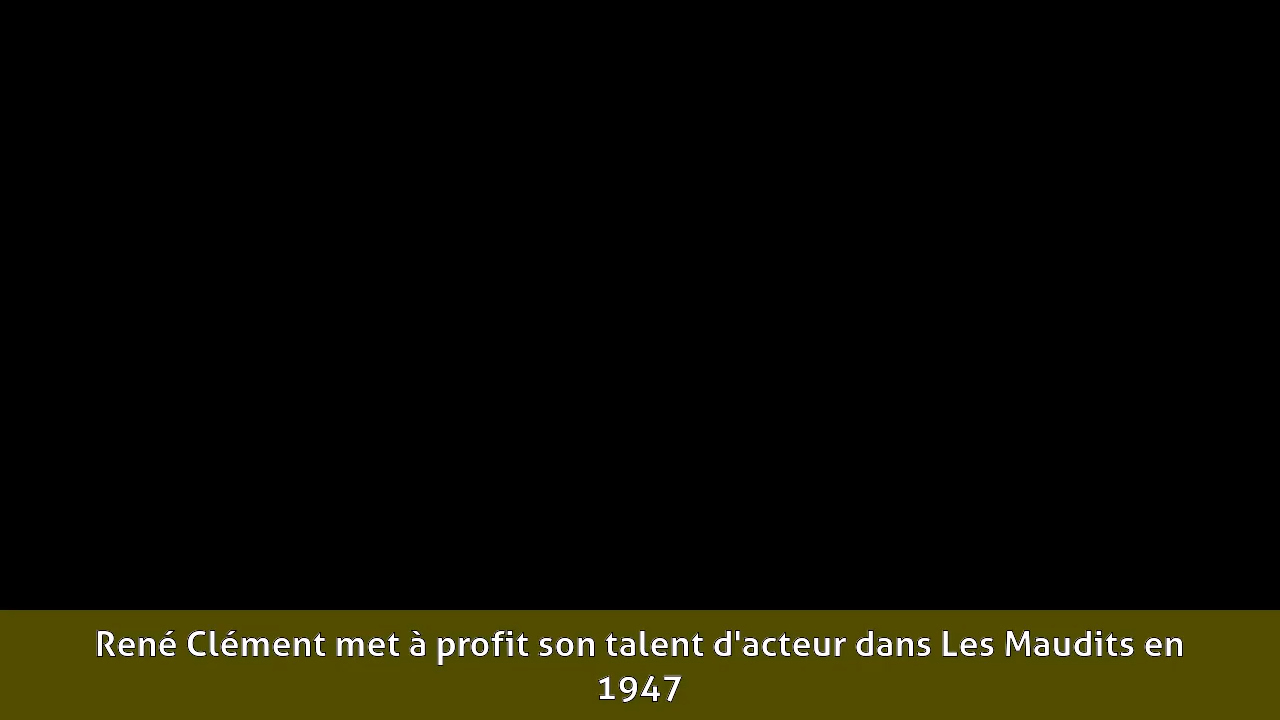 René Clément met à profit son talent d'acteur dans Les Maudits en
1947